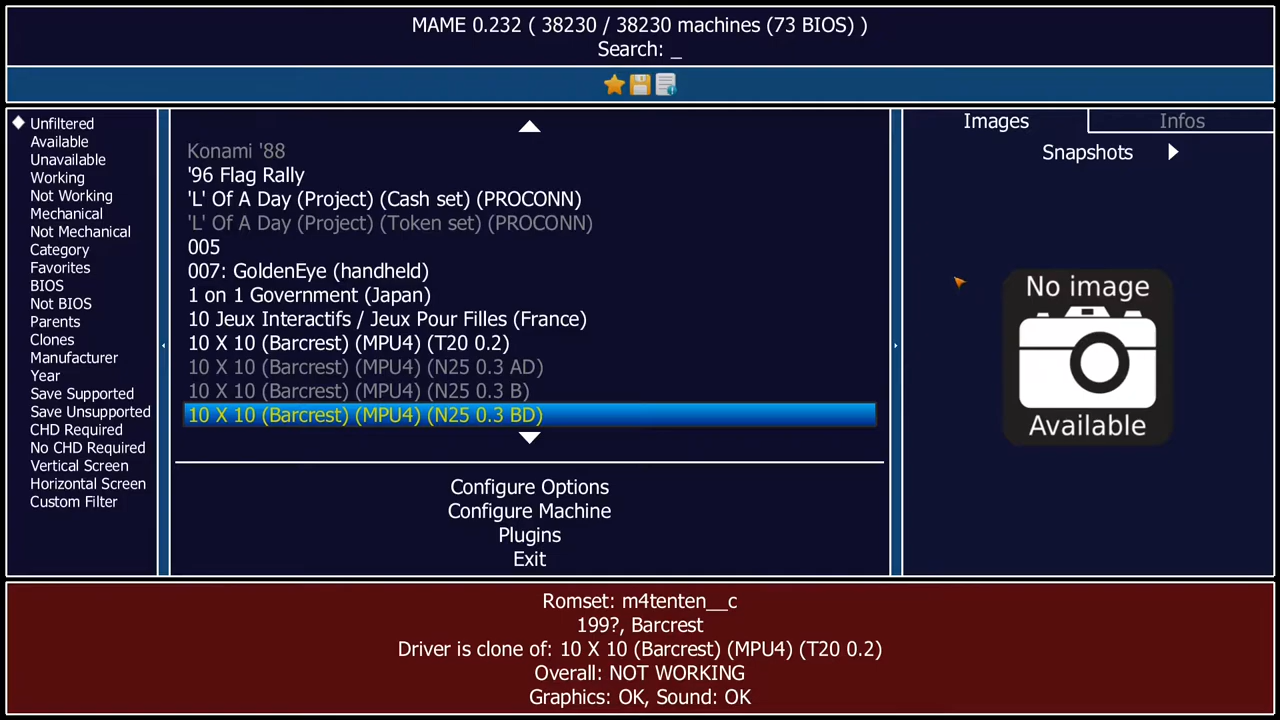 MAME 0.232 ( 38230 / 38230 machines (73 BIOS) )
Search: _
Unfiltered
Available
Unavailable
Working
Not Working
Mechanical
Not Mechanical
Category
Favorites
BIOS
Not BIOS
Parents
Clones
Manufacturer
Year
Save Supported
Save Unsupported
CHD Required
No CHD Required
Vertical Screen
Horizontal Screen
Custom Filter
Konami '88
'96 Flag Rally
'L' Of A Day (Project) (Cash set) (PROCONN)
'L' Of A Day (Project) (Token set) (PROCONN)
005
007: GoldenEye (handheld)
1 on 1 Government (Japan)
10 Jeux Interactifs / Jeux Pour Filles (France)
10 X 10 (Barcrest) (MPU4) (T20 0.2)
10 X 10 (Barcrest) (MPU4) (N25 0.3 AD)
10 X 10 (Barcrest) (MPU4) (N25 0.3 B)
10 X 10 (Barcrest) (MPU4) (N25 0.3 BD)
Configure Options
Configure Machine
Plugins
Exit
Images
Infos
Snapshots
No image
Available
Romset: m4tenten__c
199?, Barcrest
Driver is clone of: 10 X 10 (Barcrest) (MPU4) (T20 0.2)
Overall: NOT WORKING
Graphics: OK, Sound: OK